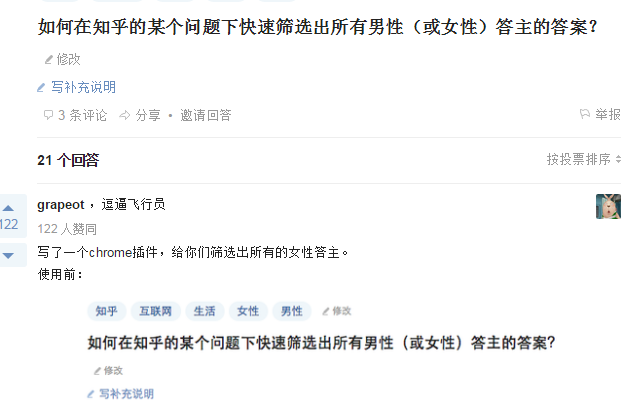 如何在知乎的某个问题下快速筛选出所有男性（或女性）答主的答案？
修改
写补充说明
3 条评论 分享 • 邀请回答 举报
21 个回答 按投票排序
grapeot ，逗逼飞行员
122
122 人赞同
写了一个chrome插件，给你们筛选出所有的女性答主。
使用前：
知乎 互联网 生活 女性 男性 修改
如何在知乎的某个问题下快速筛选出所有男性（或女性）答主的答案?
修改
写补充说明